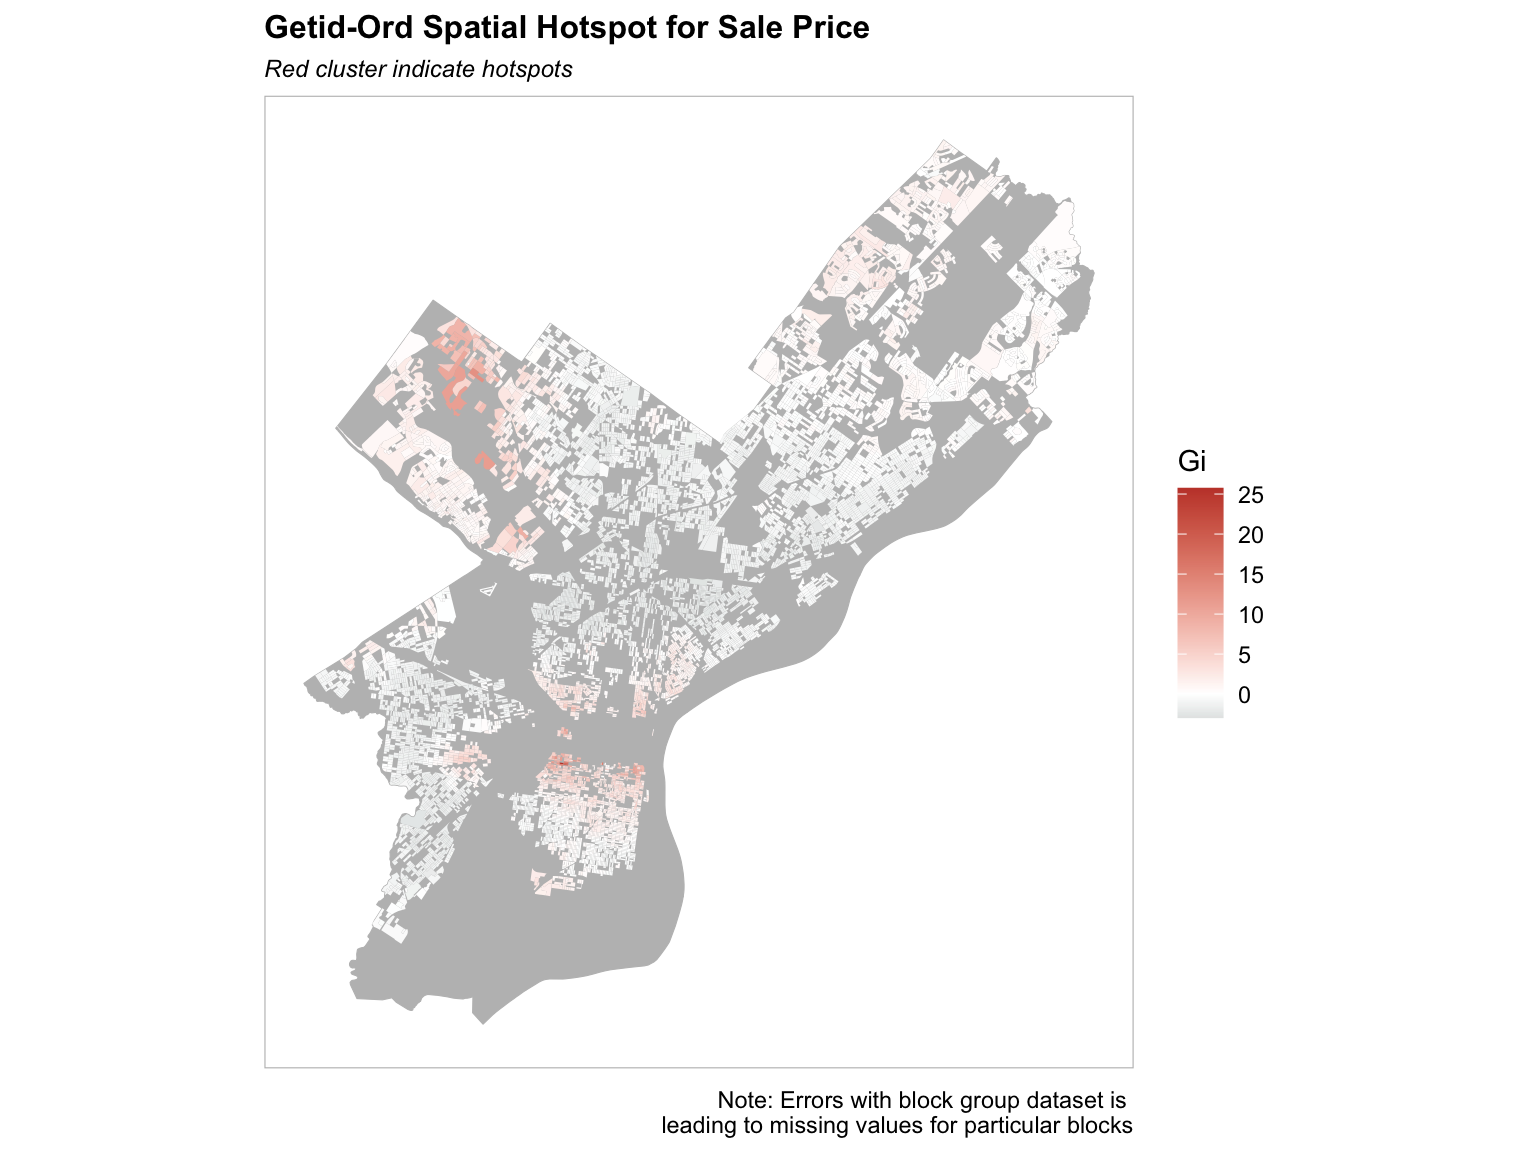 Getid-Ord Spatial Hotspot for Sale Price
Red cluster indicate hotspots
Gi
25
20
15
10
5
0
Note: Errors with block group dataset is
leading to missing values for particular blocks